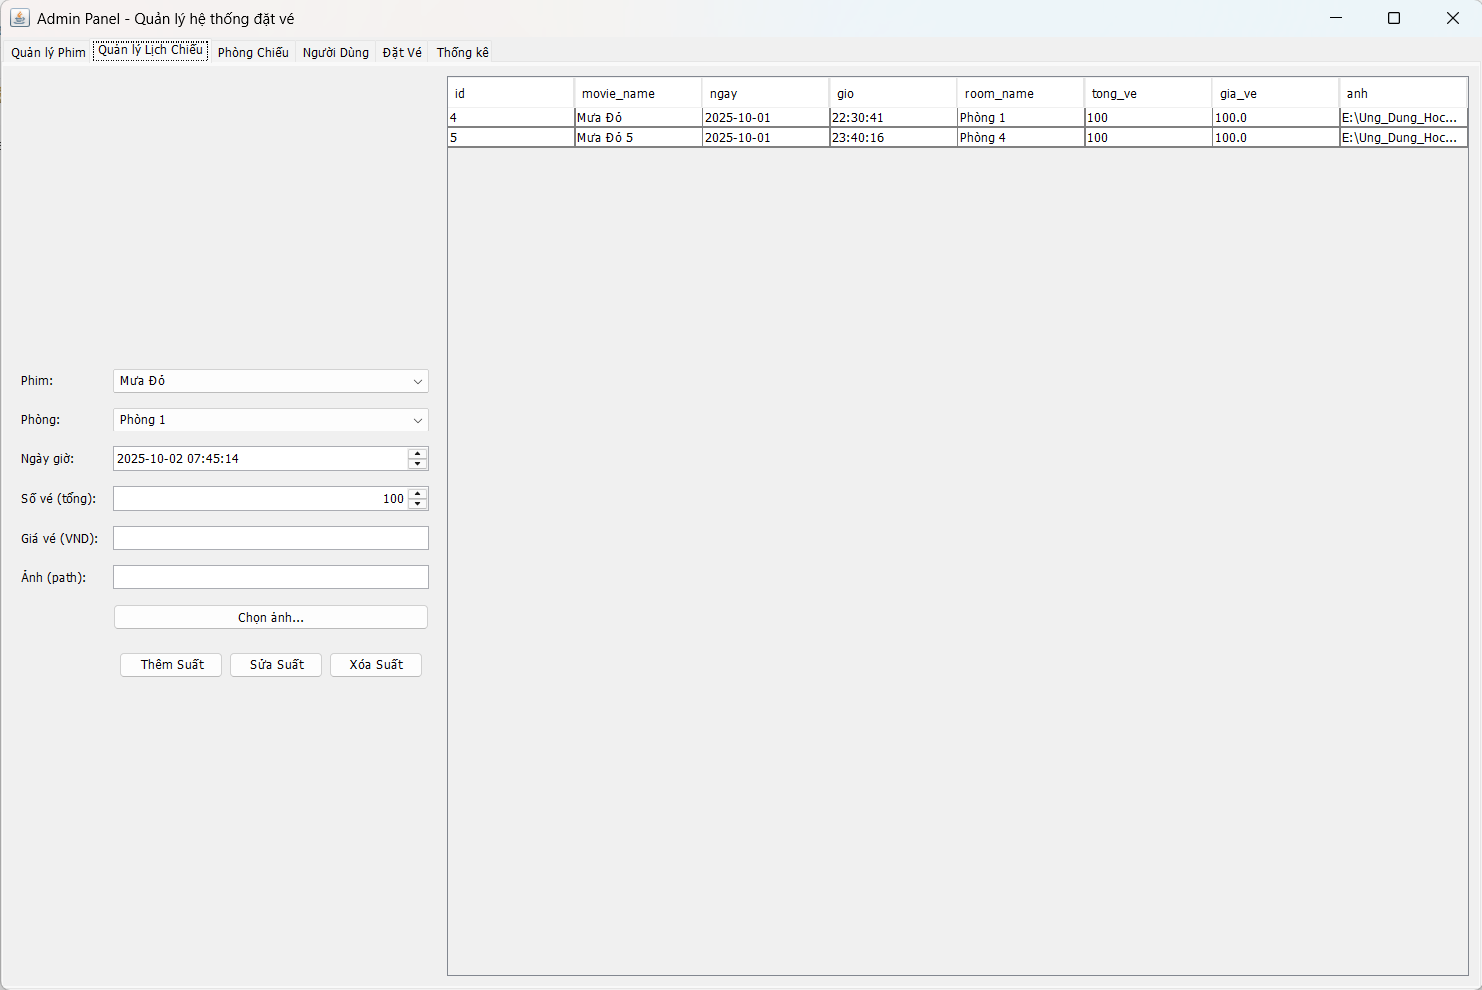 Admin Panel - Quản lý hệ thống đặt vé
Quản lý Phim Quản lý Lịch Chiếu Phòng Chiếu Người Dùng Đặt Vé Thống kê
id movie_name ngay gio room_name tong_ve gia_ve anh
4 Mưa Đỏ 2025-10-01 22:30:41 Phòng 1 100 100.0 E:\Ung_Dung_Hoc...
5 Mưa Đỏ 5 2025-10-01 23:40:16 Phòng 4 100 100.0 E:\Ung_Dung_Hoc...
Phim: Mưa Đỏ
Phòng: Phòng 1
Ngày giờ: 2025-10-02 07:45:14
Số vé (tổng): 100
Giá vé (VND):
Ảnh (path):
Chọn ảnh...
Thêm Suất Sửa Suất Xóa Suất